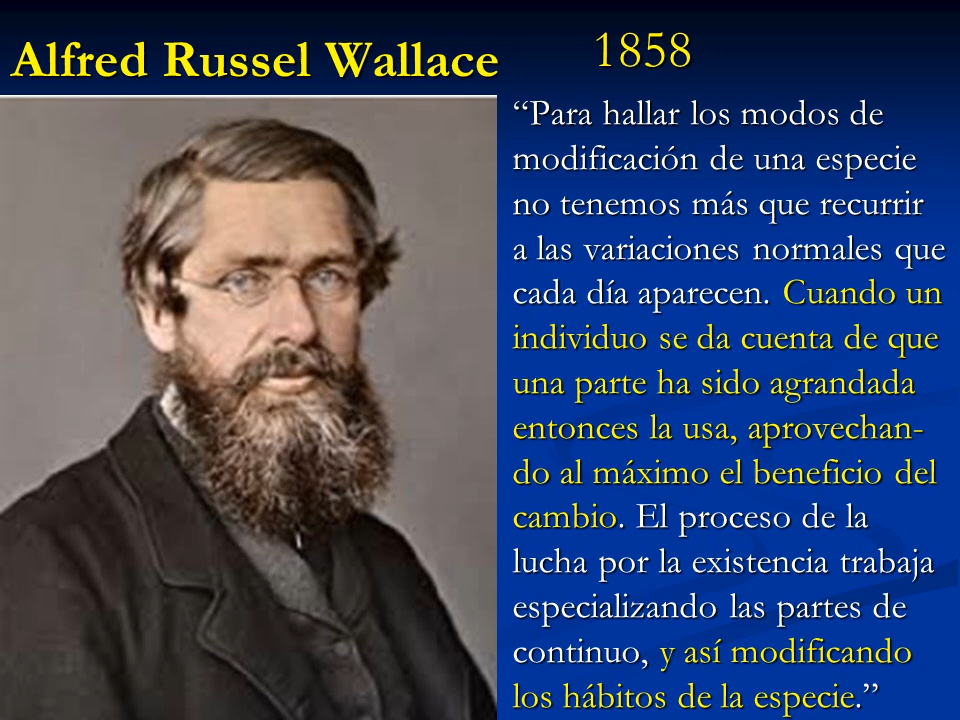 Alfred Russel Wallace
1858
“Para hallar los modos de
modificación de una especie
no tenemos más que recurrir
a las variaciones normales que
cada día aparecen. Cuando un
individuo se da cuenta de que
una parte ha sido agrandada
entonces la usa, aprovechan-
do al máximo el beneficio del
cambio. El proceso de la
lucha por la existencia trabaja
especializando las partes de
continuo, y así modificando
los hábitos de la especie.”